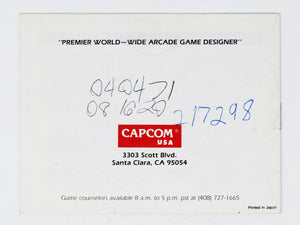 "PREMIER WORLD—WIDE ARCADE GAME DESIGNER"
040471
081620
217298
CAPCOM
USA
3303 Scott Blvd.
Santa Clara, CA 95054
Game counselors available 8 a.m. to 5 p.m. pst at (408) 727-1665
Printed in Japan